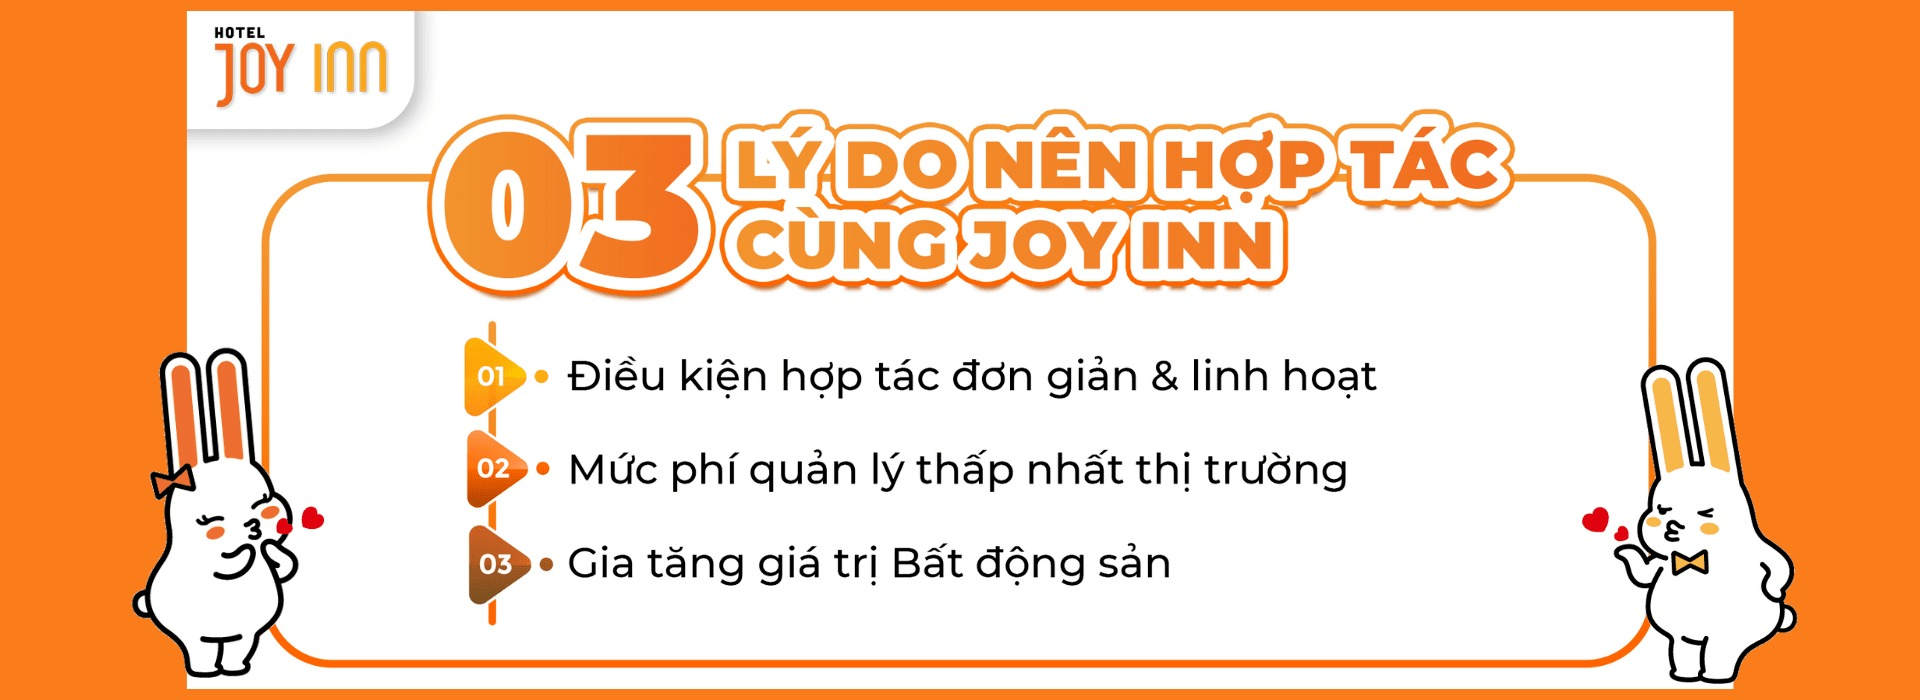 HOTEL
JOY INN
03
LÝ DO NÊN HỢP TÁC
CÙNG JOY INN
01 Điều kiện hợp tác đơn giản & linh hoạt
02 Mức phí quản lý thấp nhất thị trường
03 Gia tăng giá trị Bất động sản